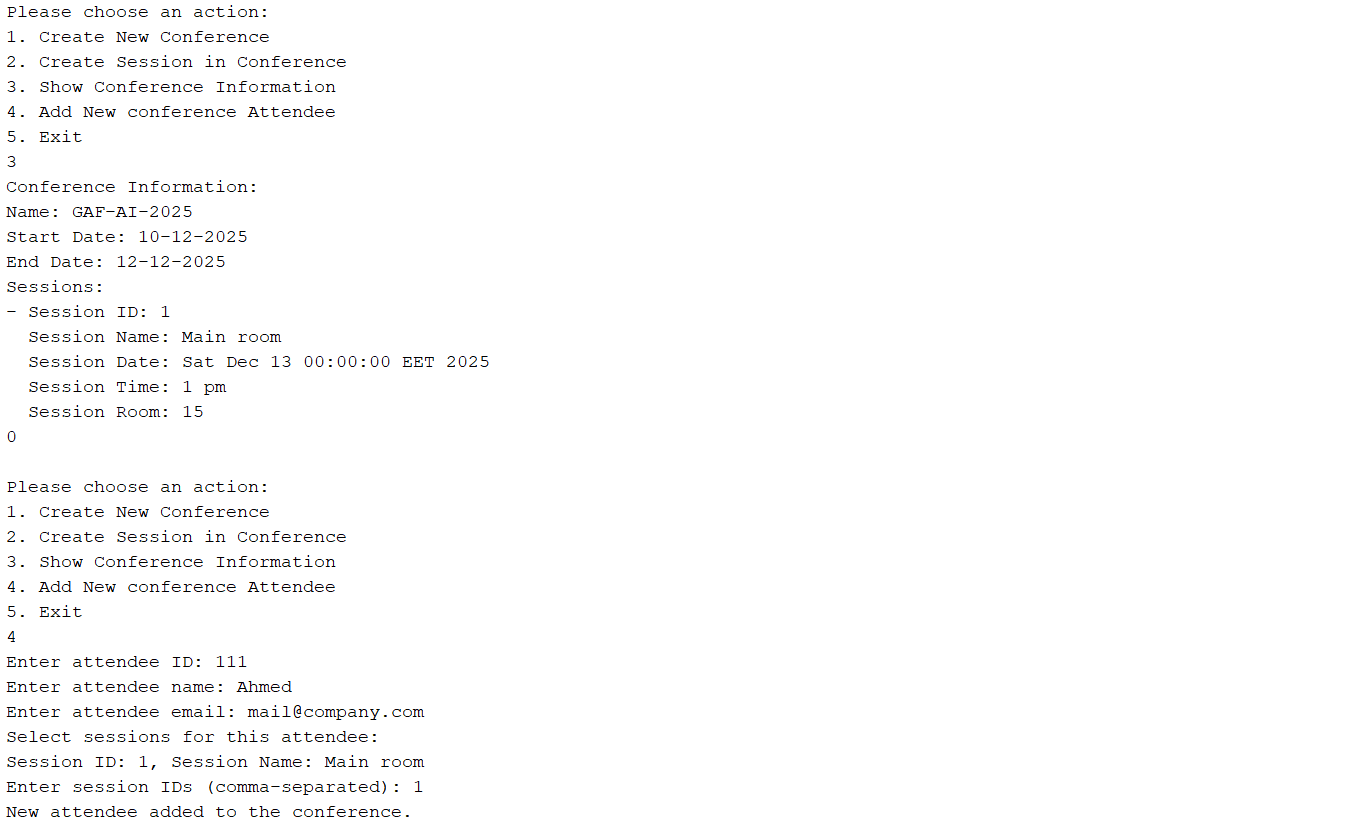 Please choose an action:
1. Create New Conference
2. Create Session in Conference
3. Show Conference Information
4. Add New conference Attendee
5. Exit
3
Conference Information:
Name: GAF-AI-2025
Start Date: 10-12-2025
End Date: 12-12-2025
Sessions:
- Session ID: 1
  Session Name: Main room
  Session Date: Sat Dec 13 00:00:00 EET 2025
  Session Time: 1 pm
  Session Room: 15
0

Please choose an action:
1. Create New Conference
2. Create Session in Conference
3. Show Conference Information
4. Add New conference Attendee
5. Exit
4
Enter attendee ID: 111
Enter attendee name: Ahmed
Enter attendee email: mail@company.com
Select sessions for this attendee:
Session ID: 1, Session Name: Main room
Enter session IDs (comma-separated): 1
New attendee added to the conference.